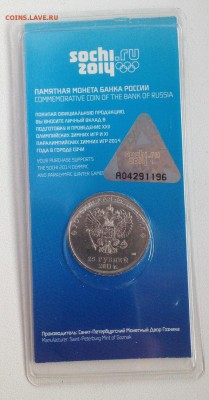 COINS.SU
sochi.ru
2014
ПАМЯТНАЯ МОНЕТА БАНКА РОССИИ
COMMEMORATIVE COIN OF THE BANK OF RUSSIA
ПОКУПАЯ ОФИЦИАЛЬНУЮ ПРОДУКЦИЮ,
ВЫ ВНОСИТЕ ЛИЧНЫЙ ВКЛАД В
ПОДГОТОВКУ И ПРОВЕДЕНИЕ XXII
ОЛИМПИЙСКИХ ЗИМНИХ ИГР И XI
ПАРАЛИМПИЙСКИХ ЗИМНИХ ИГР 2014
ГОДА В ГОРОДЕ СОЧИ
YOUR PURCHASE SUPPORTS
THE SOCHI 2014 OLYMPIC
AND PARALYMPIC WINTER GAMES
A04291196
25 РУБЛЕЙ
2011 г.
Производитель: Санкт-Петербургский Монетный Двор Гознака
Manufacturer: Saint-Petersburg Mint of Goznak